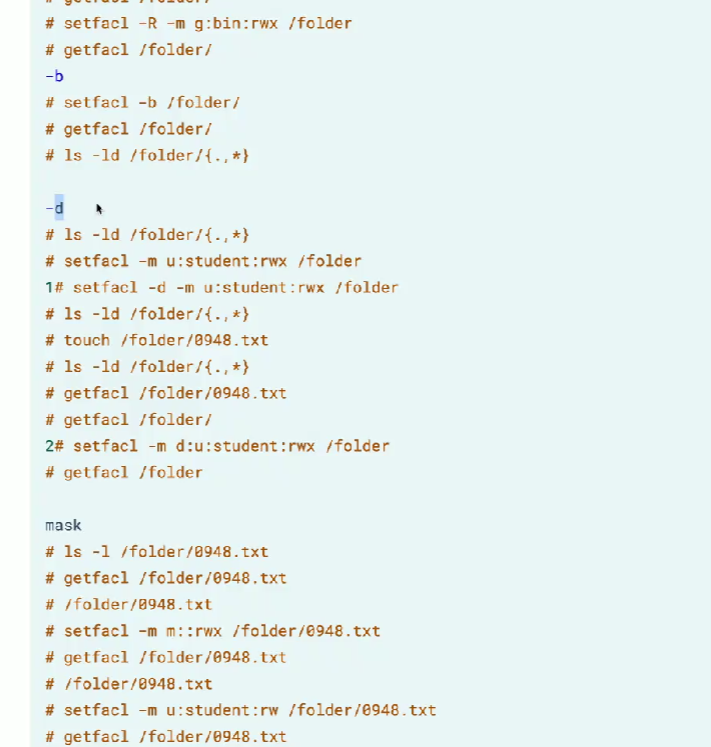 # getfacl /folder/
# setfacl -R -m g:bin:rwx /folder
# getfacl /folder/
-b
# setfacl -b /folder/
# getfacl /folder/
# ls -ld /folder/{.,*}
-d
# ls -ld /folder/{.,*}
# setfacl -m u:student:rwx /folder
1# setfacl -d -m u:student:rwx /folder
# ls -ld /folder/{.,*}
# touch /folder/0948.txt
# ls -ld /folder/{.,*}
# getfacl /folder/0948.txt
# getfacl /folder/
2# setfacl -m d:u:student:rwx /folder
# getfacl /folder
mask
# ls -l /folder/0948.txt
# getfacl /folder/0948.txt
# /folder/0948.txt
# setfacl -m m::rwx /folder/0948.txt
# getfacl /folder/0948.txt
# /folder/0948.txt
# setfacl -m u:student:rw /folder/0948.txt
# getfacl /folder/0948.txt